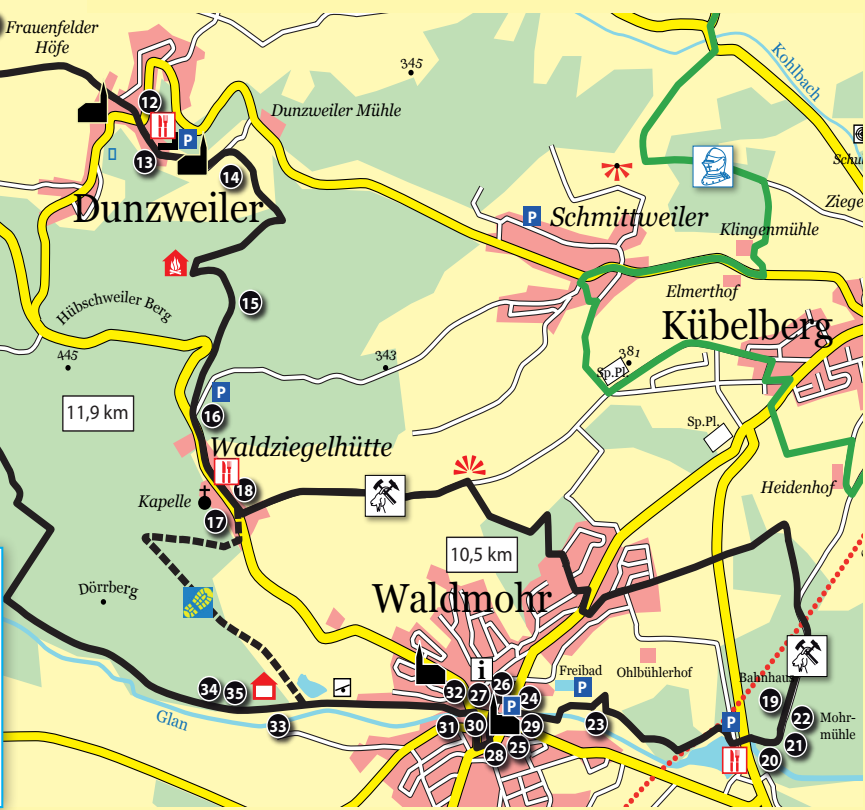 Frauenfelder
Höfe
345
Kohlbach
12
P
Dunzweiler Mühle
13
14
Dunzweiler
P
Schmittweiler
Klingenmühle
Elmerthof
Kübelberg
Hübschweiler Berg
15
445
343
381
Sp.Pl.
11,9 km
P
16
Sp.Pl.
Waldziegelhütte
18
Kapelle
17
Heidenhof
10,5 km
Dörrberg
Waldmohr
i
Freibad
Ohlbühlerhof
Bahnhaus
34
35
32
27
26
24
P
P
19
22
Mohr-
mühle
Glan
33
31
30
29
23
P
21
28
25
20